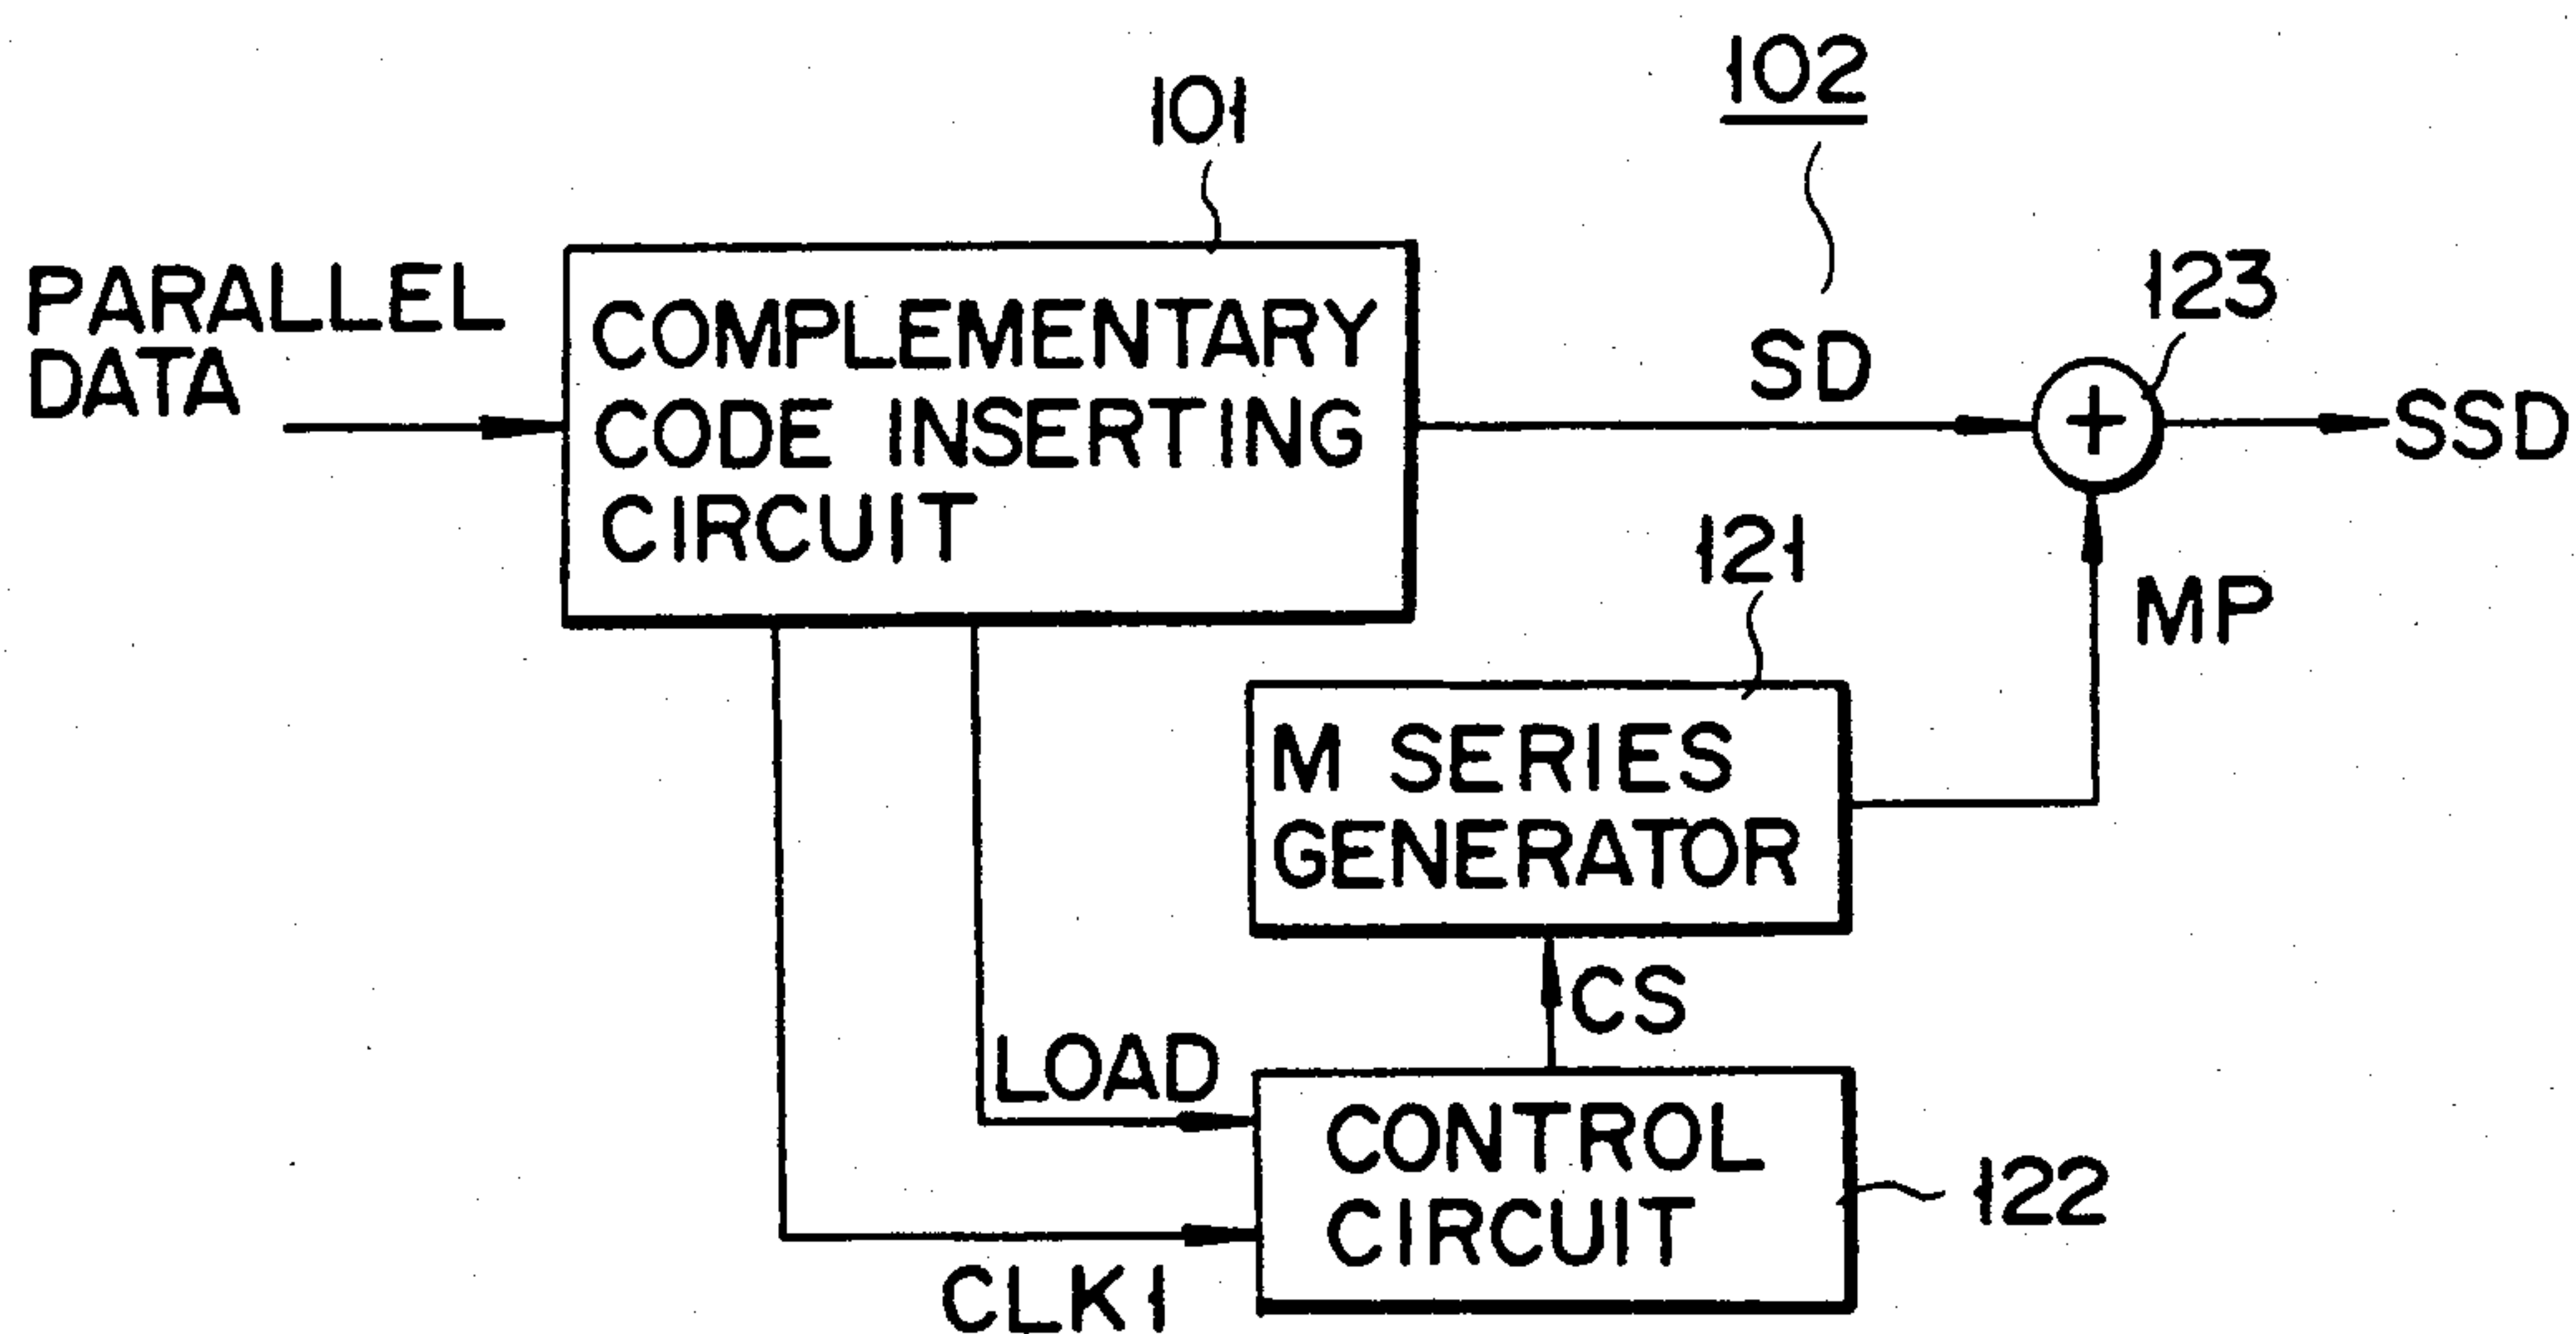 102
101
123
PARALLEL
DATA
COMPLEMENTARY
CODE INSERTING
CIRCUIT
SD
SSD
121
MP
M SERIES
GENERATOR
CS
LOAD
CONTROL
CIRCUIT
122
CLK1